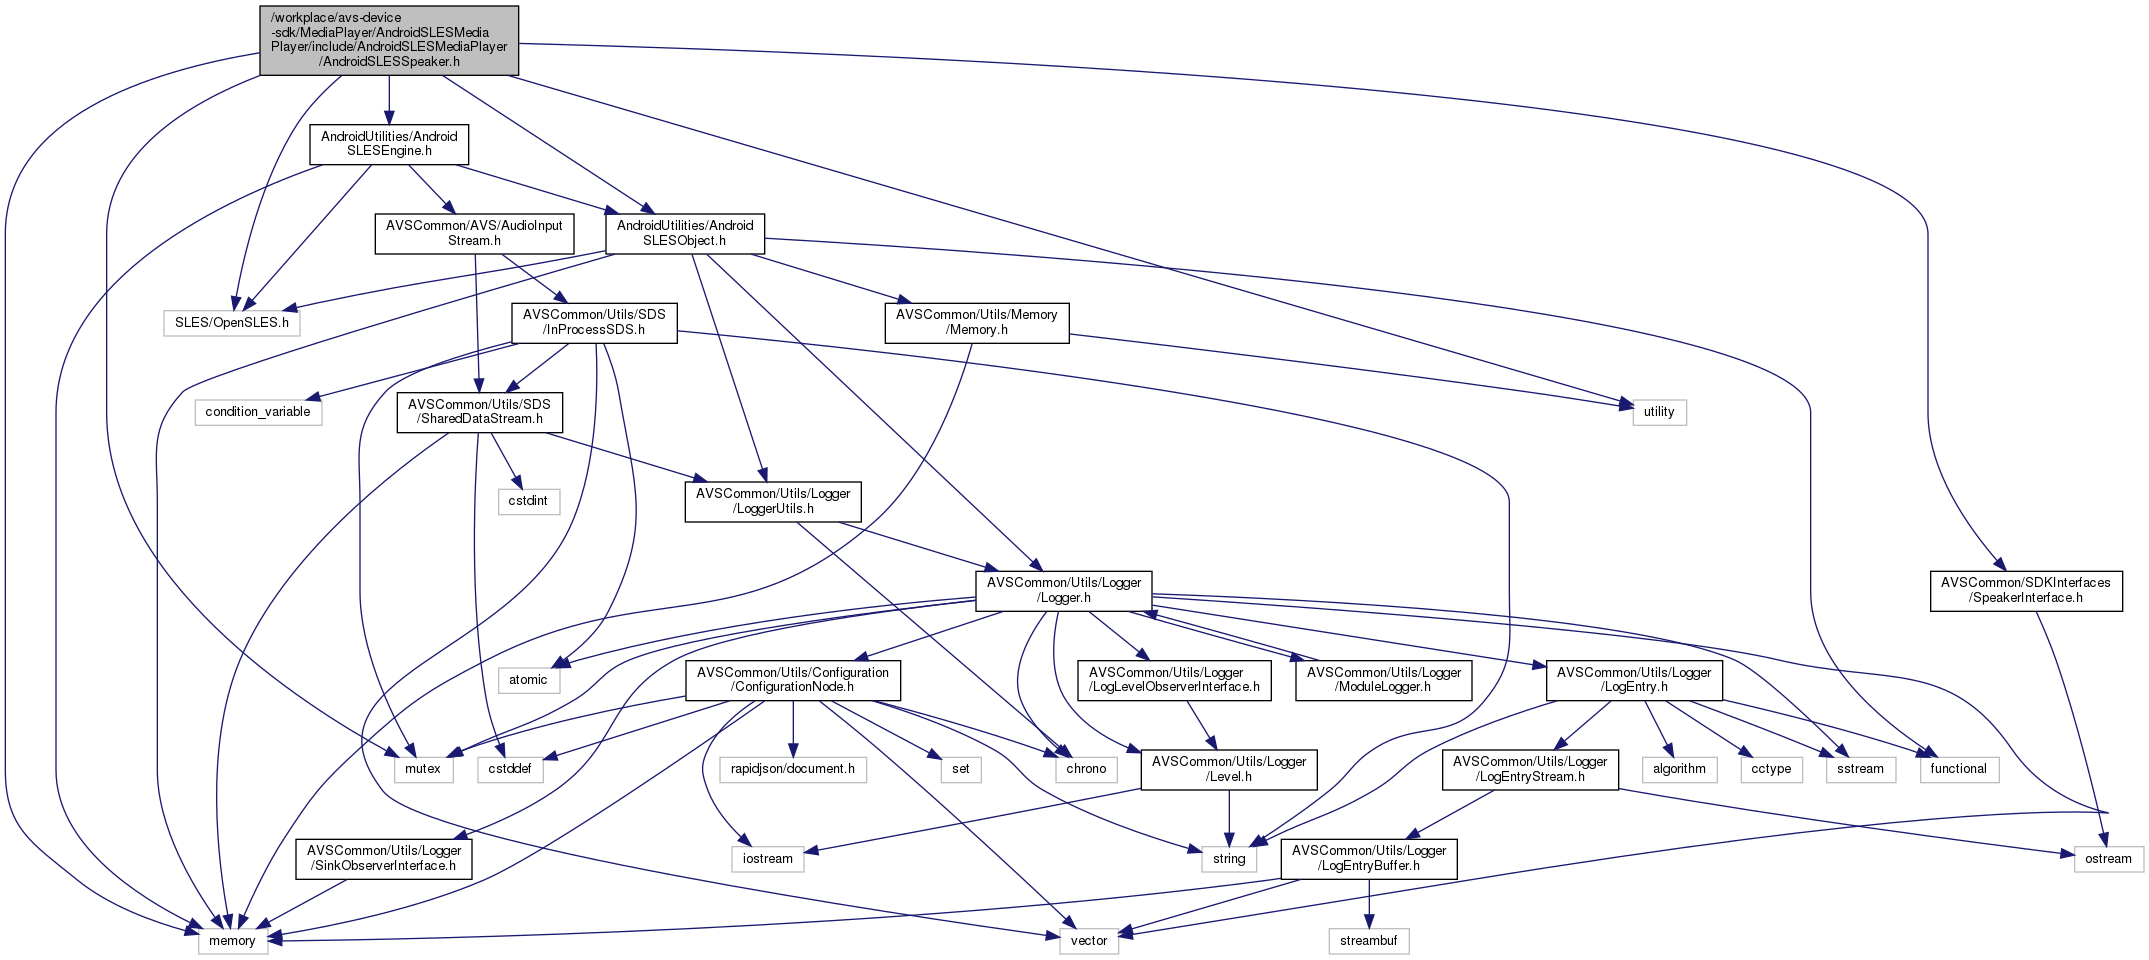 /workplace/avs-device
-sdk/MediaPlayer/AndroidSLESMedia
Player/include/AndroidSLESMediaPlayer
/AndroidSLESSpeaker.h
AndroidUtilities/Android
SLESEngine.h
AVSCommon/AVS/AudioInput
Stream.h
AndroidUtilities/Android
SLESObject.h
SLES/OpenSLES.h
AVSCommon/Utils/SDS
/InProcessSDS.h
AVSCommon/Utils/Memory
/Memory.h
condition_variable
AVSCommon/Utils/SDS
/SharedDataStream.h
utility
cstdint
AVSCommon/Utils/Logger
/LoggerUtils.h
AVSCommon/Utils/Logger
/Logger.h
AVSCommon/SDKInterfaces
/SpeakerInterface.h
atomic
AVSCommon/Utils/Configuration
/ConfigurationNode.h
AVSCommon/Utils/Logger
/LogLevelObserverInterface.h
AVSCommon/Utils/Logger
/ModuleLogger.h
AVSCommon/Utils/Logger
/LogEntry.h
mutex
cstddef
rapidjson/document.h
set
chrono
AVSCommon/Utils/Logger
/Level.h
AVSCommon/Utils/Logger
/LogEntryStream.h
algorithm
cctype
sstream
functional
AVSCommon/Utils/Logger
/SinkObserverInterface.h
iostream
string
AVSCommon/Utils/Logger
/LogEntryBuffer.h
ostream
memory
vector
streambuf